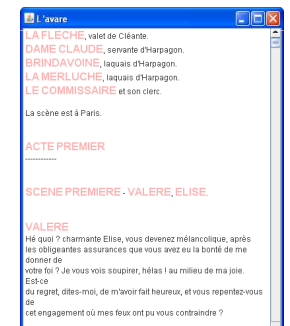 L'avare
LA FLECHE, valet de Cléante.
DAME CLAUDE, servante d'Harpagon.
BRINDAVOINE, laquais d'Harpagon.
LA MERLUCHE, laquais d'Harpagon.
LE COMMISSAIRE et son clerc.
La scène est à Paris.
ACTE PREMIER
------------
SCENE PREMIERE - VALERE, ELISE.
VALERE
Hé quoi ? charmante Elise, vous devenez mélancolique, après
les obligeantes assurances que vous avez eu la bonté de me
donner de
votre foi ? Je vous vois soupirer, hélas ! au milieu de ma joie.
Est-ce
du regret, dites-moi, de m'avoir fait heureux, et vous repentez-vous
de
cet engagement où mes feux ont pu vous contraindre ?